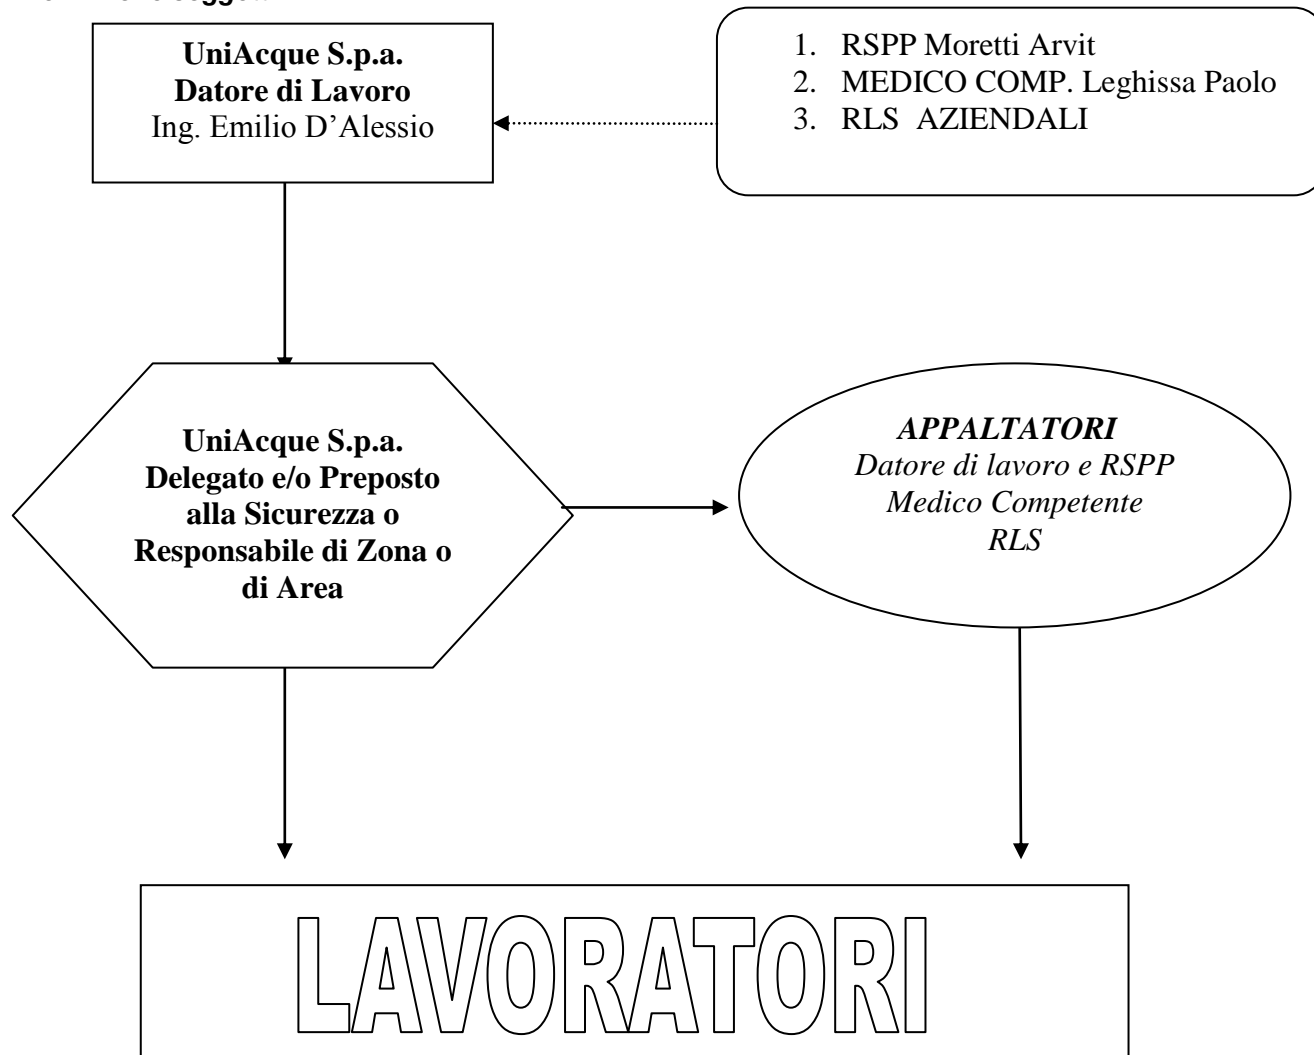 UniAcque S.p.a.
Datore di Lavoro
Ing. Emilio D’Alessio
1. RSPP Moretti Arvit
2. MEDICO COMP. Leghissa Paolo
3. RLS AZIENDALI
UniAcque S.p.a.
Delegato e/o Preposto
alla Sicurezza o
Responsabile di Zona o
di Area
APPALTATORI
Datore di lavoro e RSPP
Medico Competente
RLS
LAVORATORI